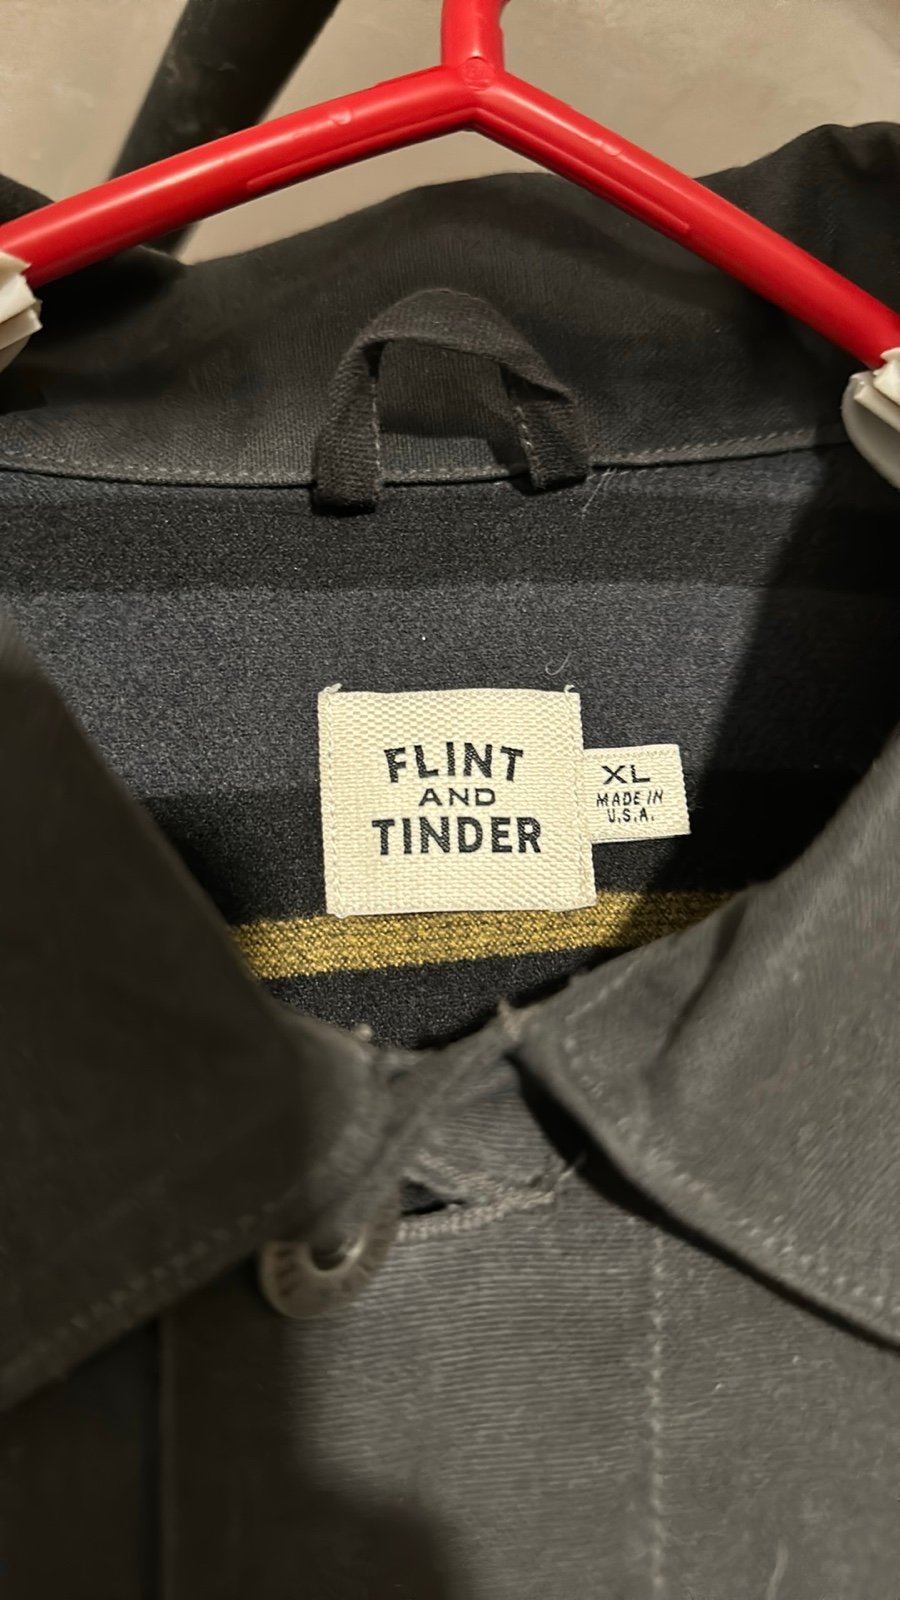 FLINT
AND
TINDER
XL
MADE IN
U.S.A.